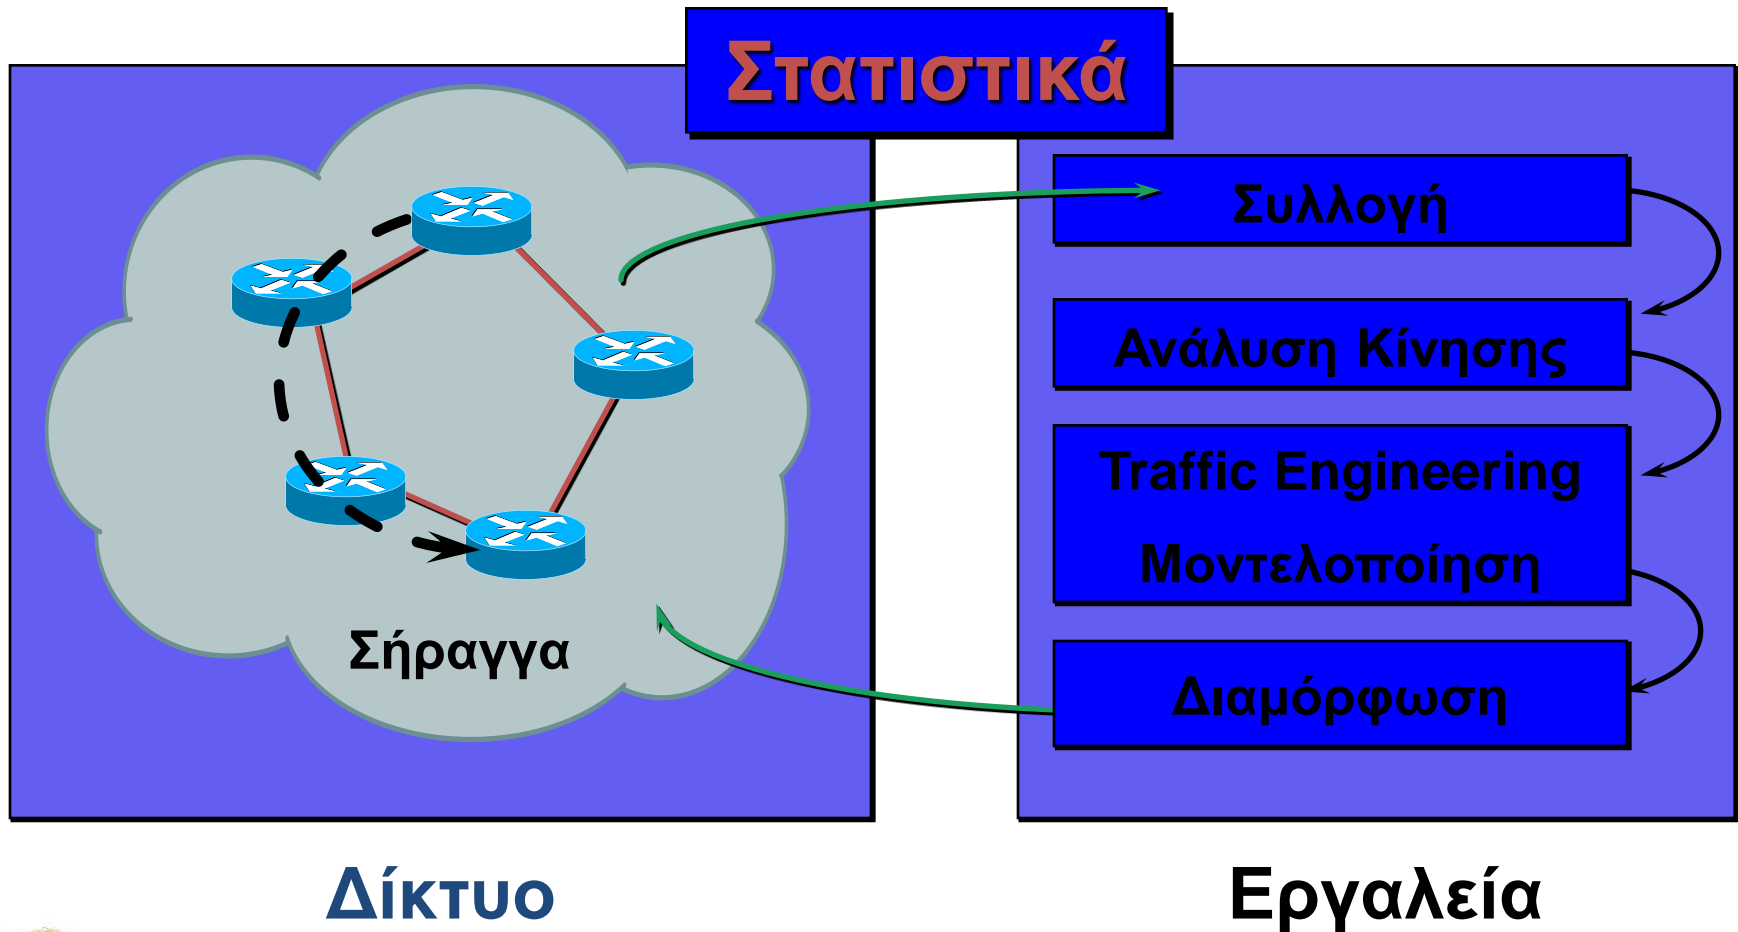 Στατιστικά
Συλλογή
Ανάλυση Κίνησης
Traffic Engineering
Μοντελοποίηση
Διαμόρφωση
Σήραγγα
Δίκτυο
Εργαλεία